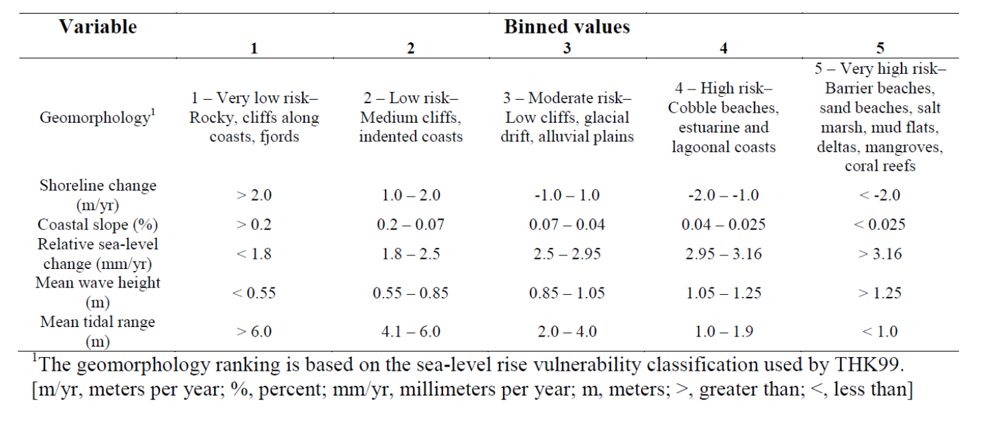 Variable Binned values
1 2 3 4 5
Geomorphology1
1 – Very low risk–
Rocky, cliffs along
coasts, fjords
2 – Low risk–
Medium cliffs,
indented coasts
3 – Moderate risk–
Low cliffs, glacial
drift, alluvial plains
4 – High risk–
Cobble beaches,
estuarine and
lagoonal coasts
5 – Very high risk–
Barrier beaches,
sand beaches, salt
marsh, mud flats,
deltas, mangroves,
coral reefs
Shoreline change
(m/yr)
> 2.0 1.0 – 2.0 -1.0 – 1.0 -2.0 – -1.0 < -2.0
Coastal slope (%) > 0.2 0.2 – 0.07 0.07 – 0.04 0.04 – 0.025 < 0.025
Relative sea-level
change (mm/yr)
< 1.8 1.8 – 2.5 2.5 – 2.95 2.95 – 3.16 > 3.16
Mean wave height
(m)
< 0.55 0.55 – 0.85 0.85 – 1.05 1.05 – 1.25 > 1.25
Mean tidal range
(m)
> 6.0 4.1 – 6.0 2.0 – 4.0 1.0 – 1.9 < 1.0
1The geomorphology ranking is based on the sea-level rise vulnerability classification used by THK99.
[m/yr, meters per year; %, percent; mm/yr, millimeters per year; m, meters; >, greater than; <, less than]